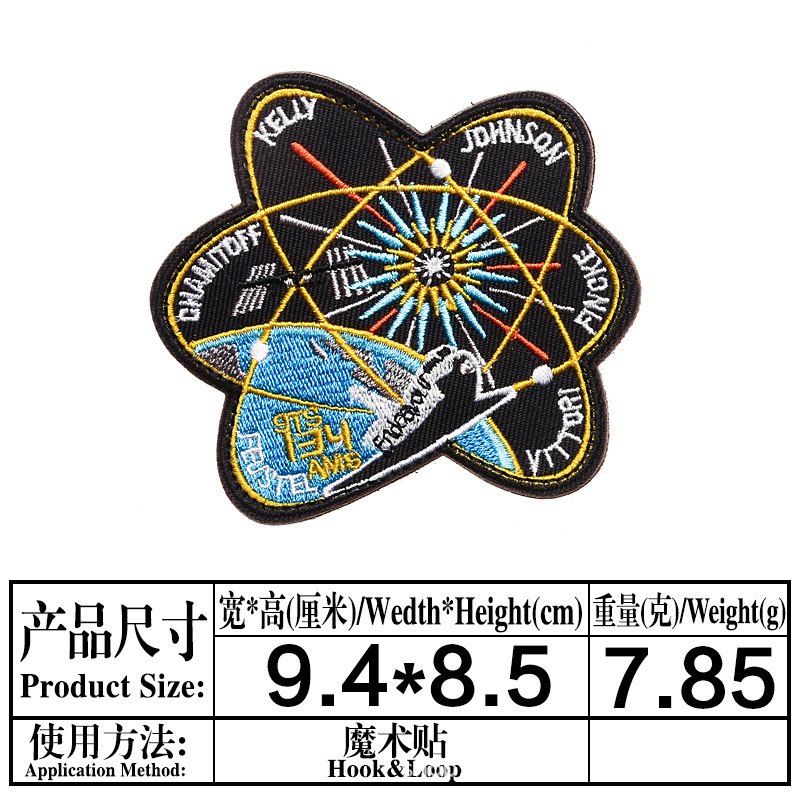 KELLY
JOHNSON
CHAMITOFF
FINCKE
Endeavour
STS
134
AMS
FEUSTEL
VITTORI
产品尺寸
Product Size:
宽*高(厘米)/Wedth*Height(cm)
重量(克)/Weight(g)
9.4*8.5
7.85
使用方法:
Application Method:
魔术贴
Hook&Loop